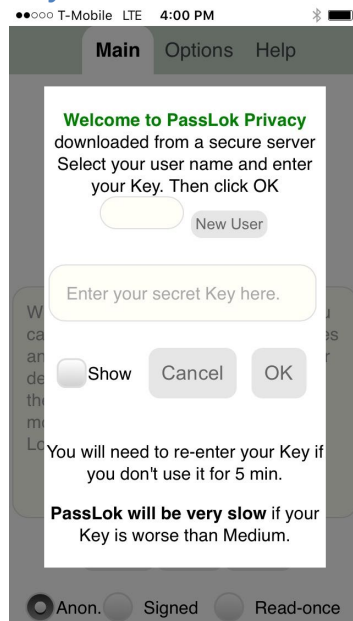 T-Mobile LTE 4:00 PM
Main Options Help
Welcome to PassLok Privacy
downloaded from a secure server
Select your user name and enter
your Key. Then click OK
New User
Enter your secret Key here.
Show Cancel OK
You will need to re-enter your Key if
you don't use it for 5 min.
PassLok will be very slow if your
Key is worse than Medium.
Anon. Signed Read-once